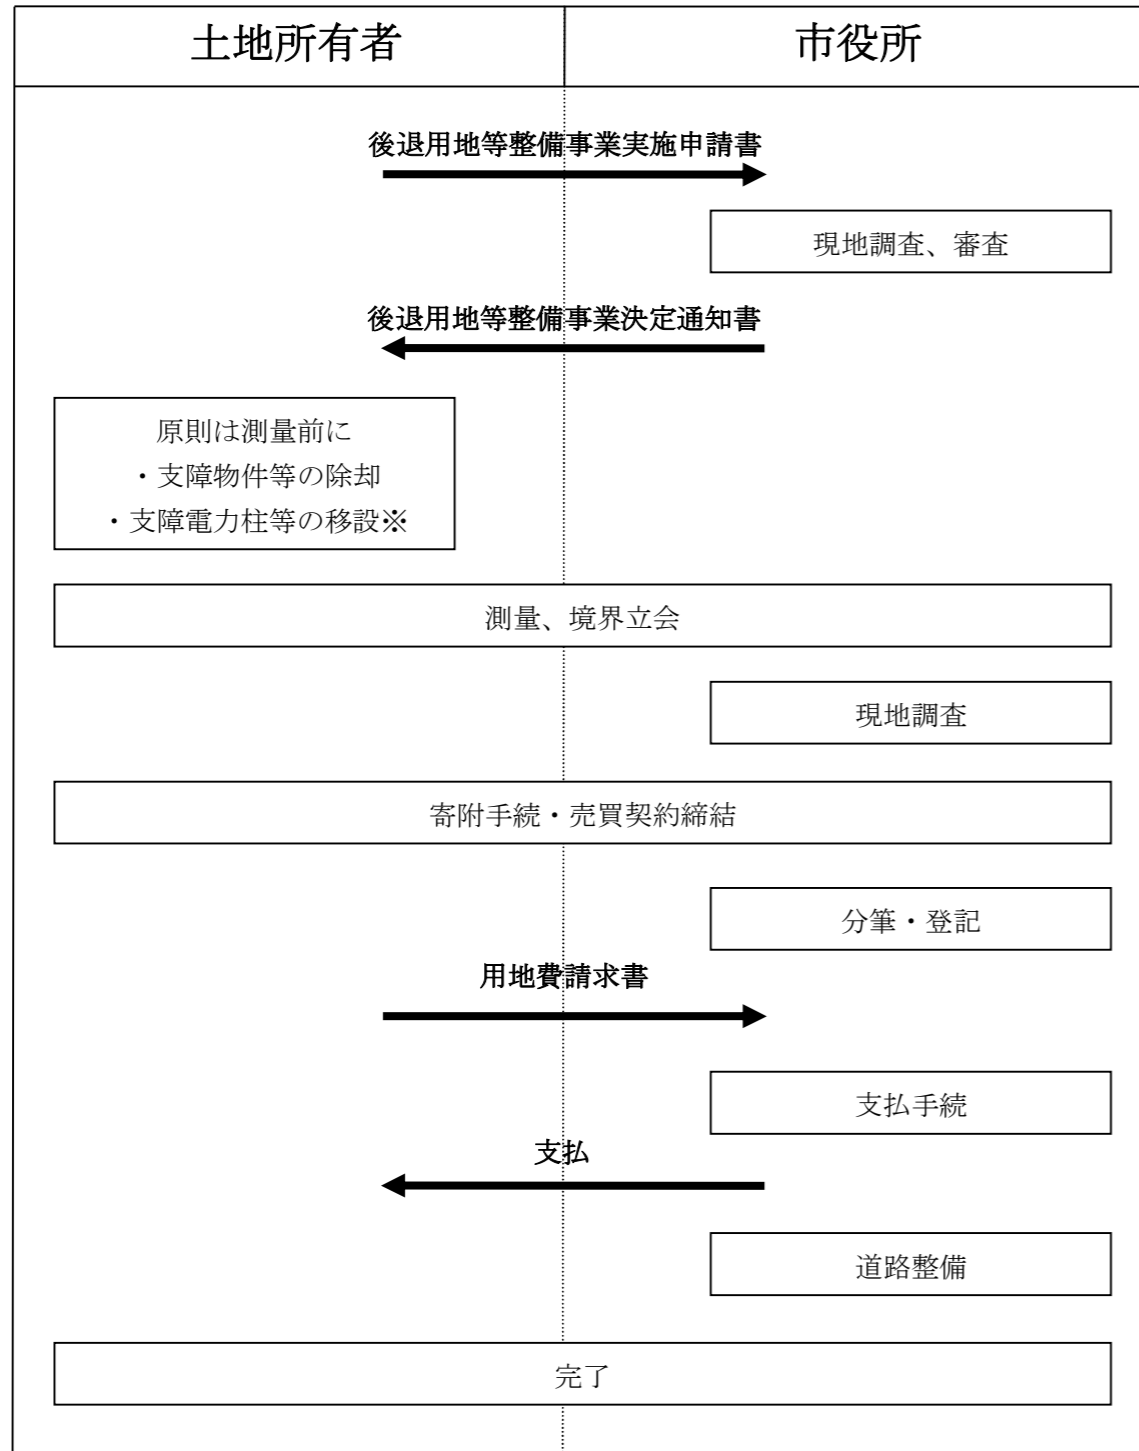 土地所有者
市役所
後退用地等整備事業実施申請書
現地調査、審査
後退用地等整備事業決定通知書
原則は測量前に
・支障物件等の除却
・支障電力柱等の移設※
測量、境界立会
現地調査
寄附手続・売買契約締結
分筆・登記
用地費請求書
支払手続
支払
道路整備
完了